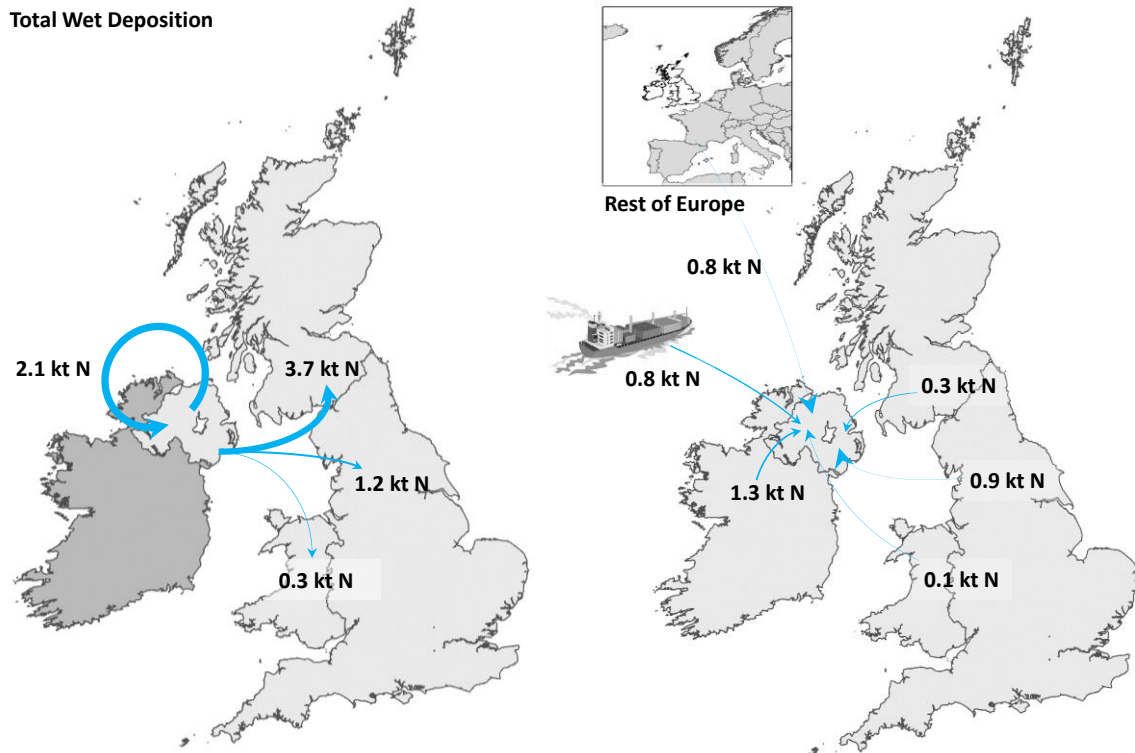 Total Wet Deposition
2.1 kt N
3.7 kt N
1.2 kt N
0.3 kt N
Rest of Europe
0.8 kt N
0.8 kt N
0.3 kt N
1.3 kt N
0.9 kt N
0.1 kt N